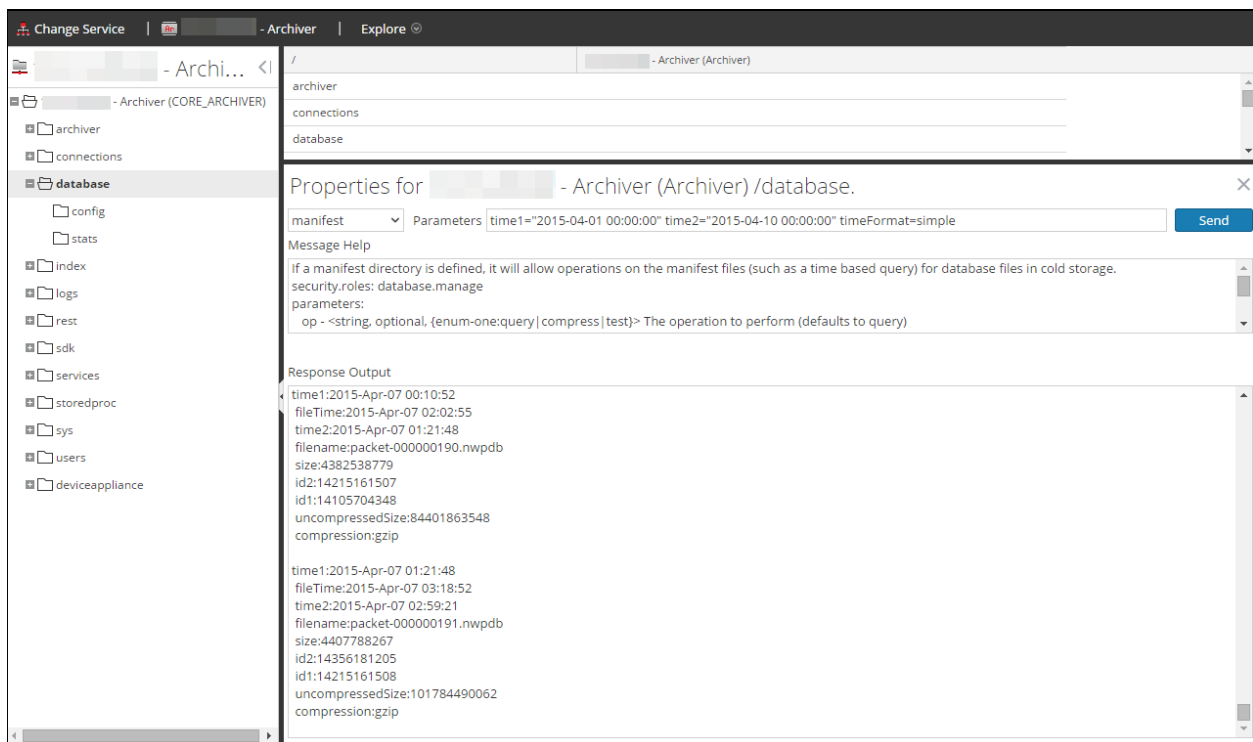 Change Service | - Archiver | Explore
- Archi...
- Archiver (CORE_ARCHIVER)
archiver
connections
database
config
stats
index
logs
rest
sdk
services
storedproc
sys
users
deviceappliance
/ - Archiver (Archiver)
archiver
connections
database
Properties for - Archiver (Archiver) /database.
manifest Parameters time1="2015-04-01 00:00:00" time2="2015-04-10 00:00:00" timeFormat=simple Send
Message Help
If a manifest directory is defined, it will allow operations on the manifest files (such as a time based query) for database files in cold storage.
security.roles: database.manage
parameters:
op - <string, optional, {enum-one:query|compress|test}> The operation to perform (defaults to query)
Response Output
time1:2015-Apr-07 00:10:52
fileTime:2015-Apr-07 02:02:55
time2:2015-Apr-07 01:21:48
filename:packet-000000190.nwpdb
size:4382538779
id2:14215161507
id1:14105704348
uncompressedSize:84401863548
compression:gzip
time1:2015-Apr-07 01:21:48
fileTime:2015-Apr-07 03:18:52
time2:2015-Apr-07 02:59:21
filename:packet-000000191.nwpdb
size:4407788267
id2:14356181205
id1:14215161508
uncompressedSize:101784490062
compression:gzip